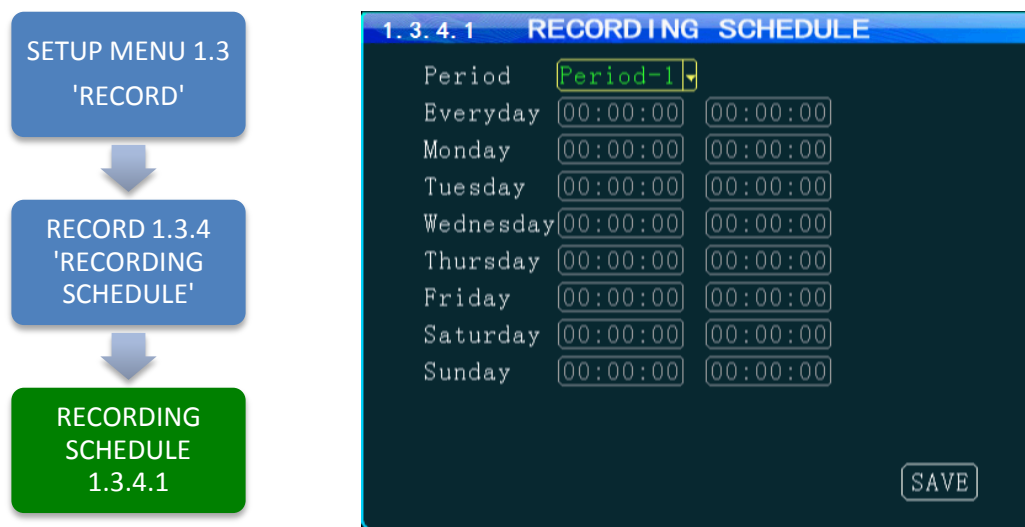 SETUP MENU 1.3
'RECORD'
RECORD 1.3.4
'RECORDING
SCHEDULE'
RECORDING
SCHEDULE
1.3.4.1
1.3.4.1 RECORDING SCHEDULE
Period Period-1
Everyday 00:00:00 00:00:00
Monday 00:00:00 00:00:00
Tuesday 00:00:00 00:00:00
Wednesday 00:00:00 00:00:00
Thursday 00:00:00 00:00:00
Friday 00:00:00 00:00:00
Saturday 00:00:00 00:00:00
Sunday 00:00:00 00:00:00
SAVE